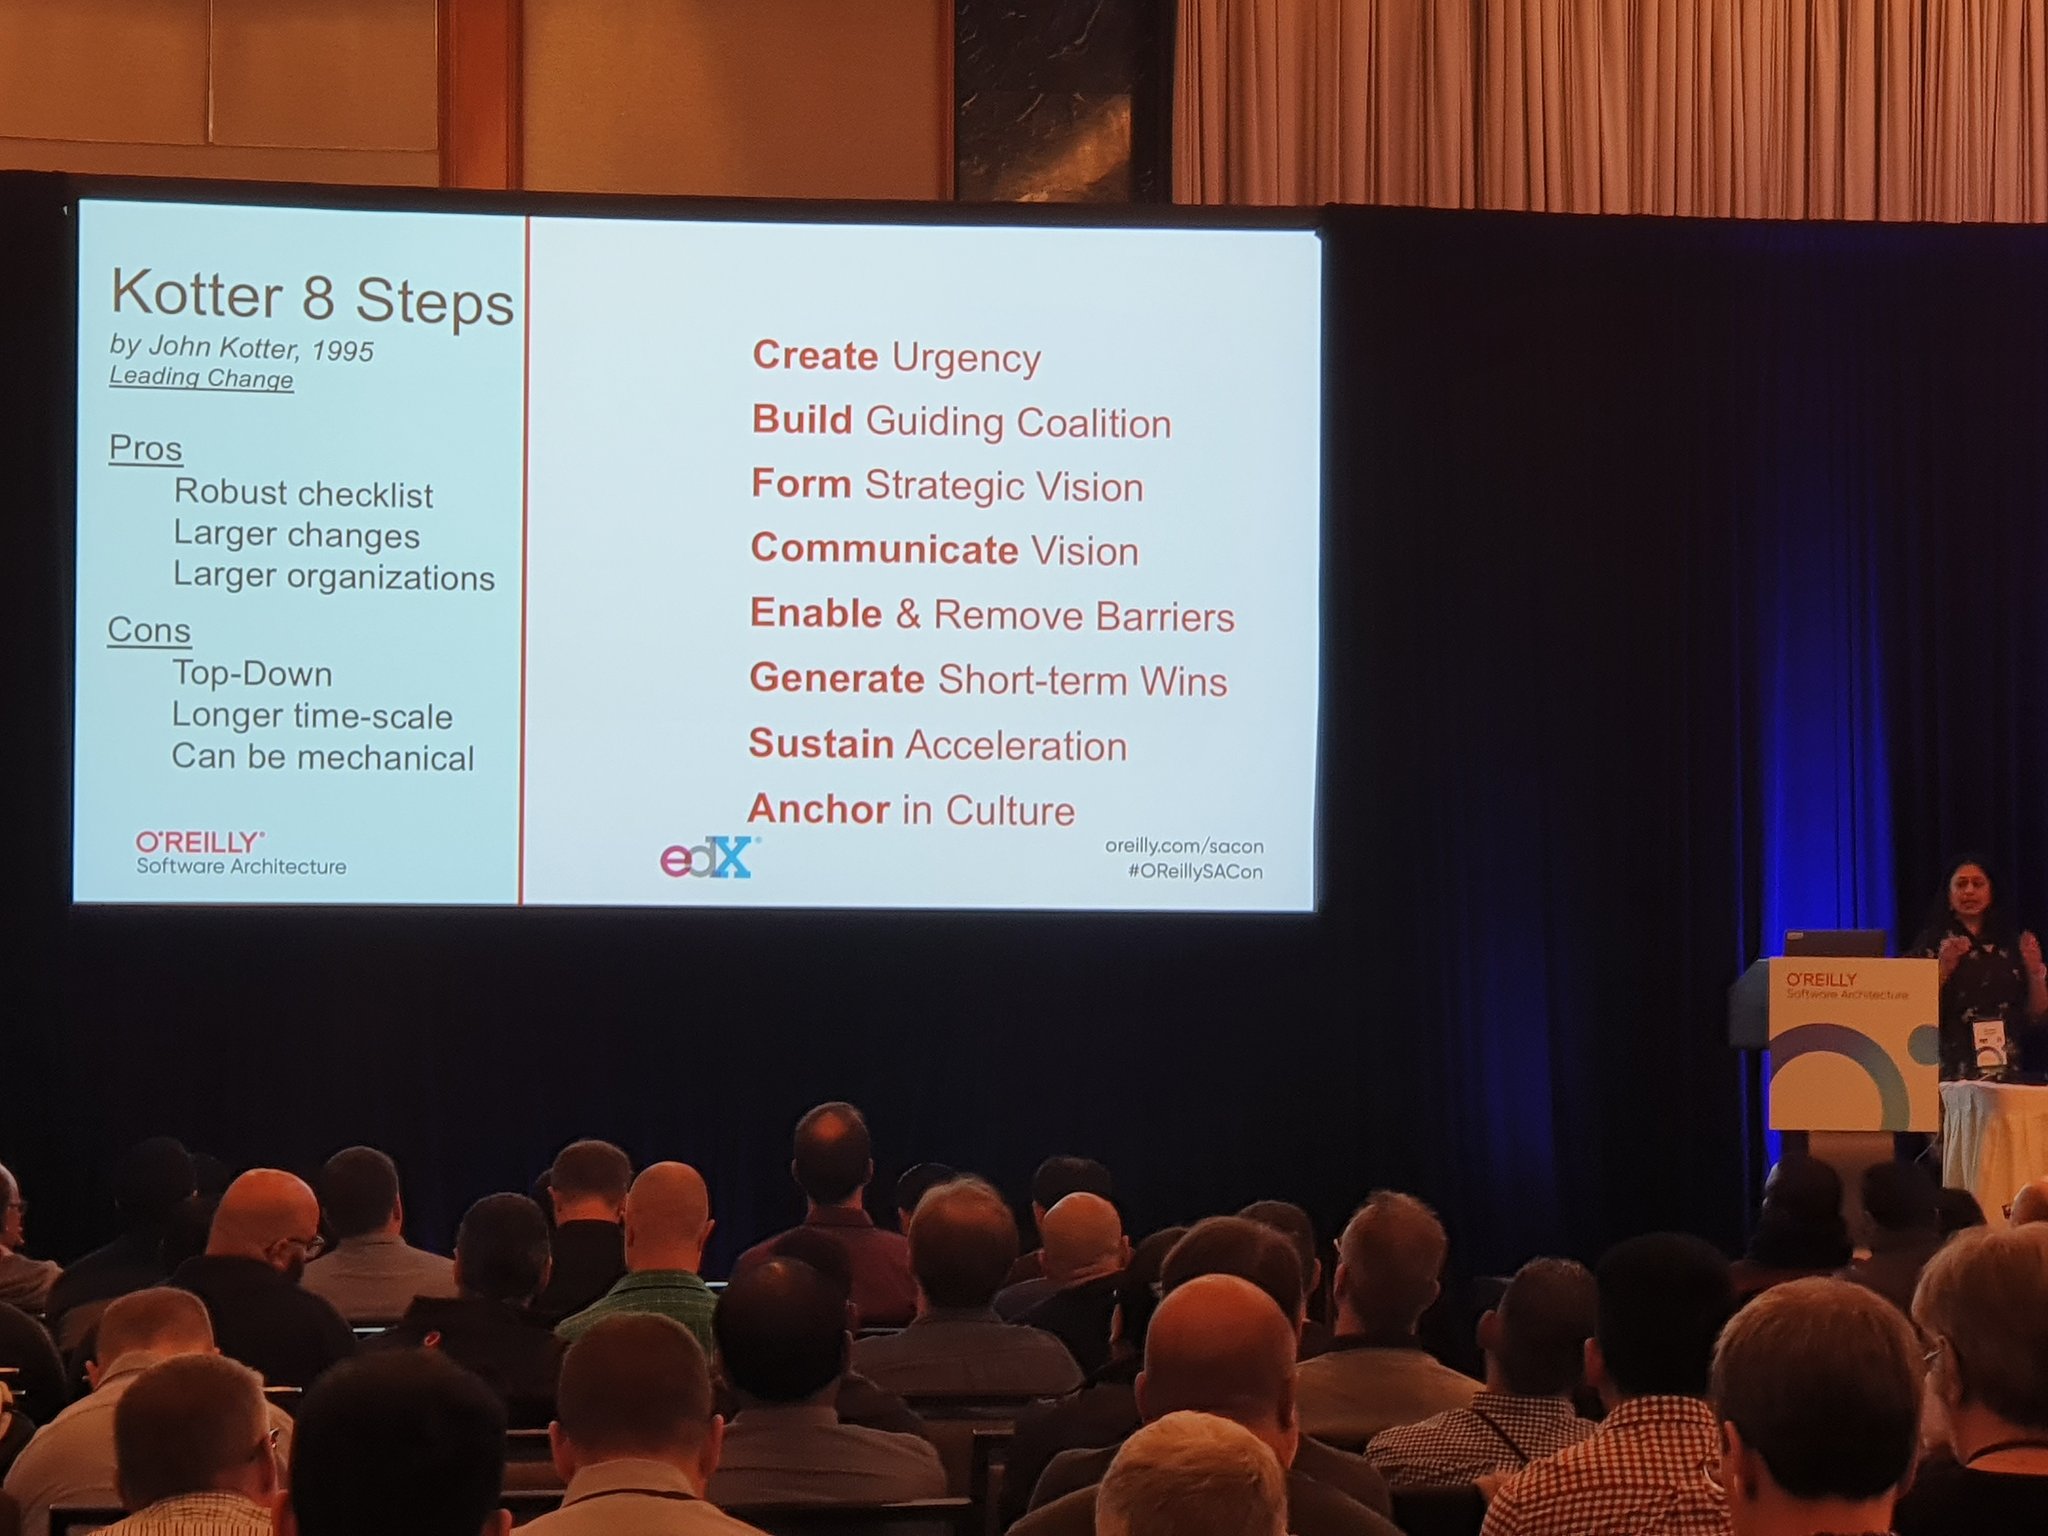 Kotter 8 Steps
by John Kotter, 1995
Leading Change
Pros
Robust checklist
Larger changes
Larger organizations
Cons
Top-Down
Longer time-scale
Can be mechanical
O'REILLY®
Software Architecture
Create Urgency
Build Guiding Coalition
Form Strategic Vision
Communicate Vision
Enable & Remove Barriers
Generate Short-term Wins
Sustain Acceleration
Anchor in Culture
edX®
oreilly.com/sacon
#OReillySACon
O'REILLY
Software Architecture